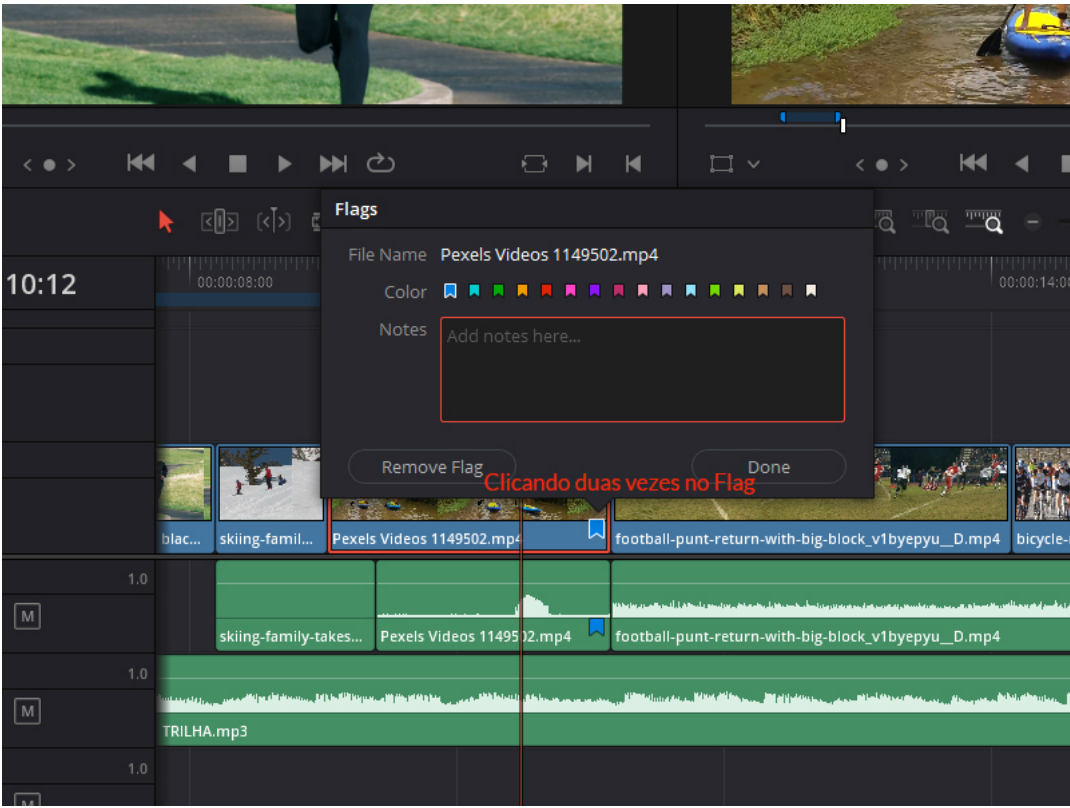 Flags
File Name Pexels Videos 1149502.mp4
10:12
00:00:08:00
Color
00:00:14:00
Notes
Add notes here...
Remove Flag
Done
Clicando duas vezes no Flag
blac...
skiing-famil...
Pexels Videos 1149502.mp4
football-punt-return-with-big-block_v1byepyu__D.mp4
bicycle-
1.0
M
skiing-family-takes...
Pexels Videos 1149502.mp4
football-punt-return-with-big-block_v1byepyu__D.mp4
1.0
M
TRILHA.mp3
1.0
M